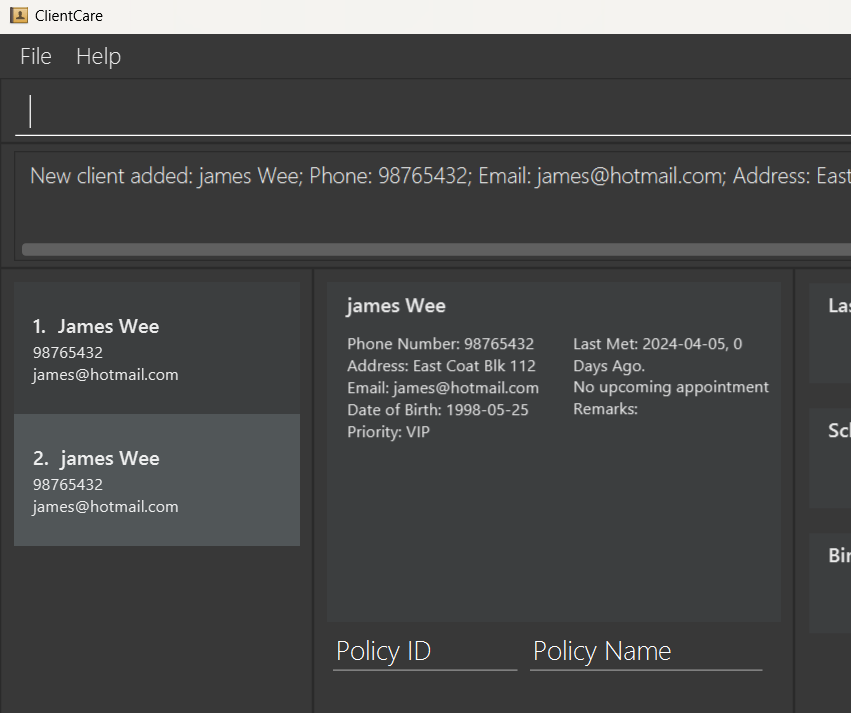 ClientCare
File Help
New client added: james Wee; Phone: 98765432; Email: james@hotmail.com; Address: East
1. James Wee
98765432
james@hotmail.com
2. james Wee
98765432
james@hotmail.com
james Wee
Phone Number: 98765432
Address: East Coat Blk 112
Email: james@hotmail.com
Date of Birth: 1998-05-25
Priority: VIP
Last Met: 2024-04-05, 0
Days Ago.
No upcoming appointment
Remarks:
Policy ID Policy Name
Las
Sch
Bir